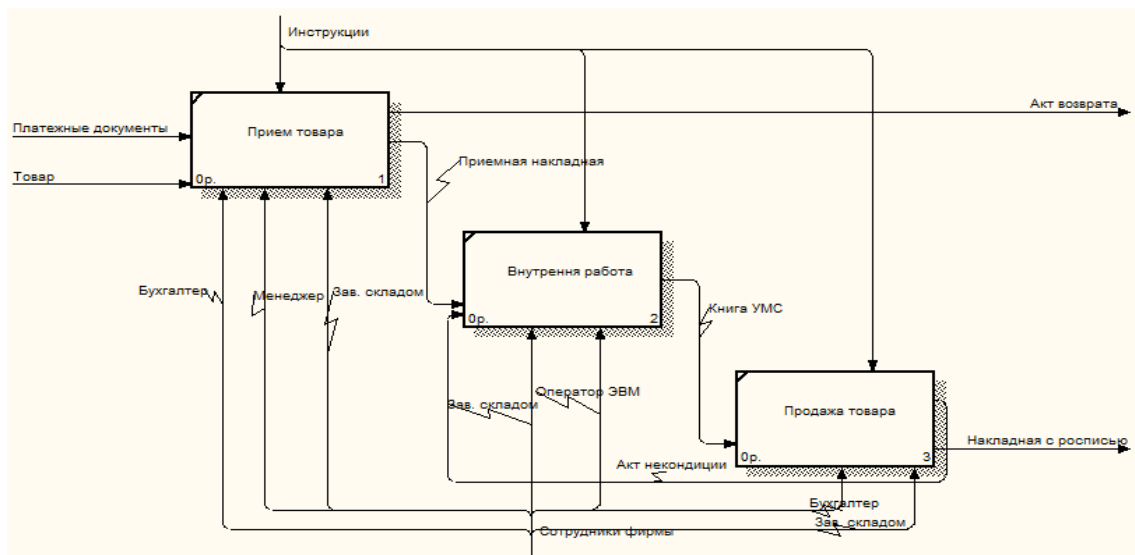 Инструкции
Акт возврата
Платежные документы
Прием товара
Приемная накладная
Товар
0р.
1
Внутрення работа
Бухгалтер
Менеджер
Зав. складом
Книга УМС
0р.
2
Оператор ЭВМ
Зав. складом
Продажа товара
Накладная с росписью
0р.
3
Акт некондиции
Бухгалтер
Зав. складом
Сотрудники фирмы